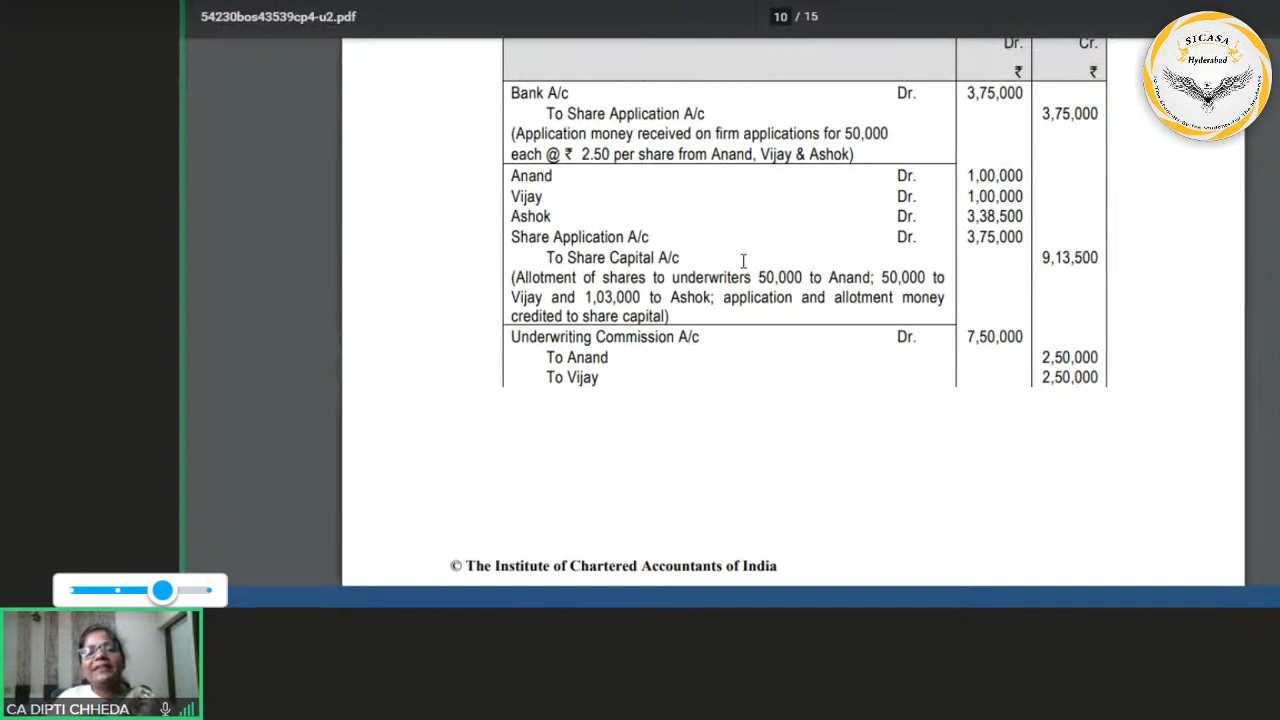 54230bos43539cp4-u2.pdf
10 / 15
SICASA
Hyderabad
Dr. Cr.
₹ ₹
Bank A/c Dr. 3,75,000
To Share Application A/c 3,75,000
(Application money received on firm applications for 50,000
each @ ₹ 2.50 per share from Anand, Vijay & Ashok)
Anand Dr. 1,00,000
Vijay Dr. 1,00,000
Ashok Dr. 3,38,500
Share Application A/c Dr. 3,75,000
To Share Capital A/c 9,13,500
(Allotment of shares to underwriters 50,000 to Anand; 50,000 to
Vijay and 1,03,000 to Ashok; application and allotment money
credited to share capital)
Underwriting Commission A/c Dr. 7,50,000
To Anand 2,50,000
To Vijay 2,50,000
© The Institute of Chartered Accountants of India
CA DIPTI CHHEDA